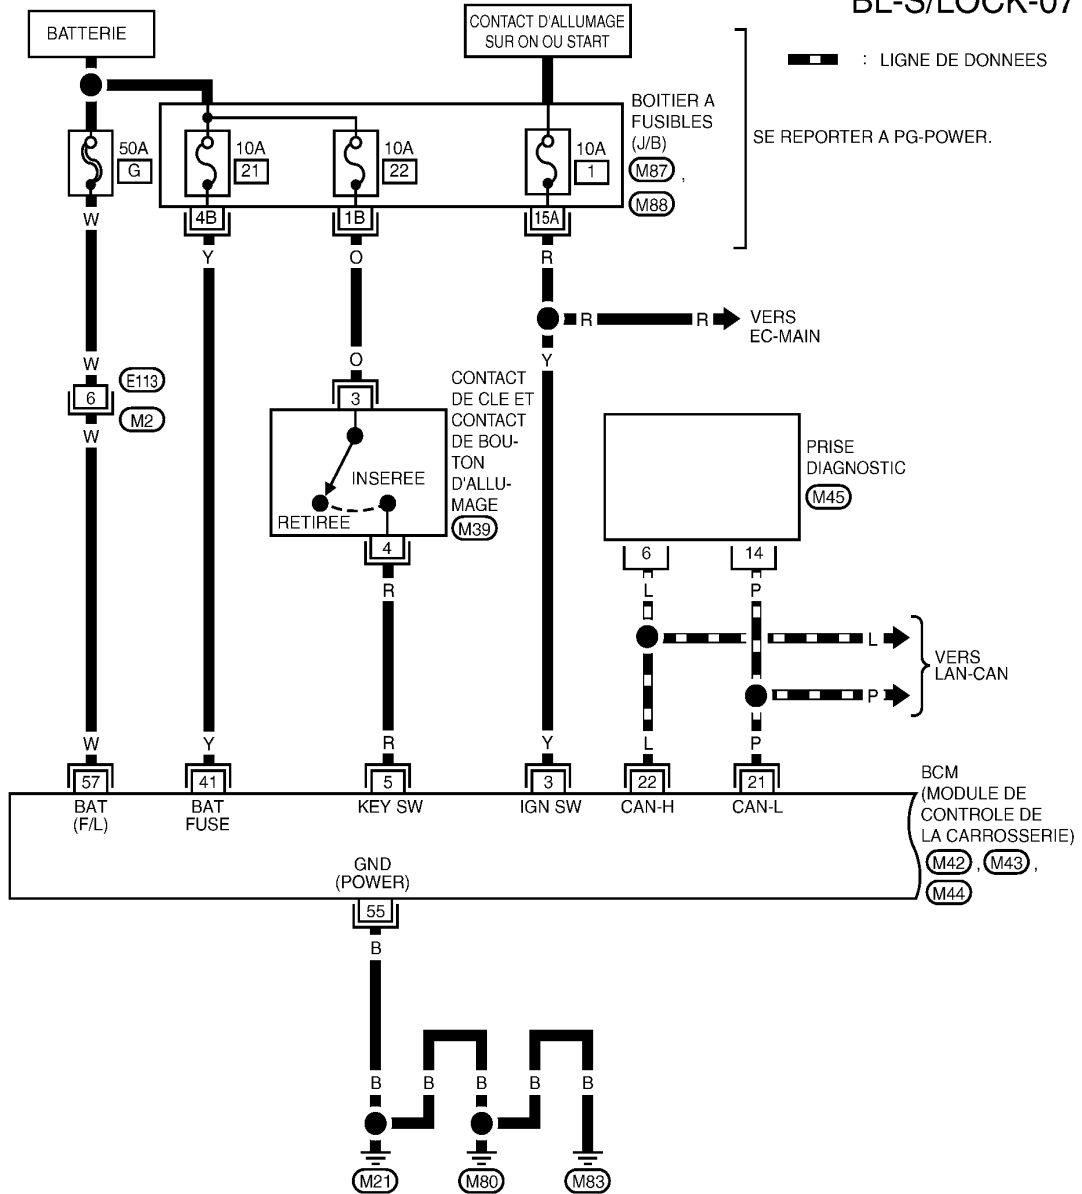 BL-S/LOCK-07
BATTERIE
CONTACT D'ALLUMAGE
SUR ON OU START
: LIGNE DE DONNEES
BOITIER A
FUSIBLES
(J/B)
M87 ,
M88
SE REPORTER A PG-POWER.
50A
G
10A
21
10A
22
10A
1
4B
1B
15A
W
Y
O
R
R
R
VERS
EC-MAIN
W
O
Y
6
E113
M2
W
3
CONTACT
DE CLE ET
CONTACT
DE BOU-
TON
D'ALLU-
MAGE
M39
INSEREE
RETIREE
4
R
PRISE
DIAGNOSTIC
M45
6
14
L
P
L
P
VERS
LAN-CAN
W
Y
R
Y
L
P
57
41
5
3
22
21
BAT
(F/L)
BAT
FUSE
KEY SW
IGN SW
CAN-H
CAN-L
BCM
(MODULE DE
CONTROLE DE
LA CARROSSERIE)
M42 , M43 ,
M44
GND
(POWER)
55
B
B
B
B
B
B
M21
M80
M83